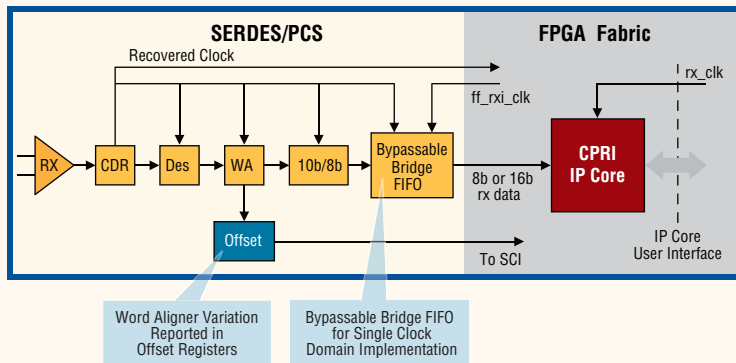 SERDES/PCS
FPGA Fabric
Recovered Clock
rx_clk
ff_rxi_clk
RX
CDR
Des
WA
10b/8b
Bypassable
Bridge
FIFO
8b or 16b
rx data
CPRI
IP Core
Offset
To SCI
IP Core
User Interface
Word Aligner Variation
Reported in
Offset Registers
Bypassable Bridge FIFO
for Single Clock
Domain Implementation